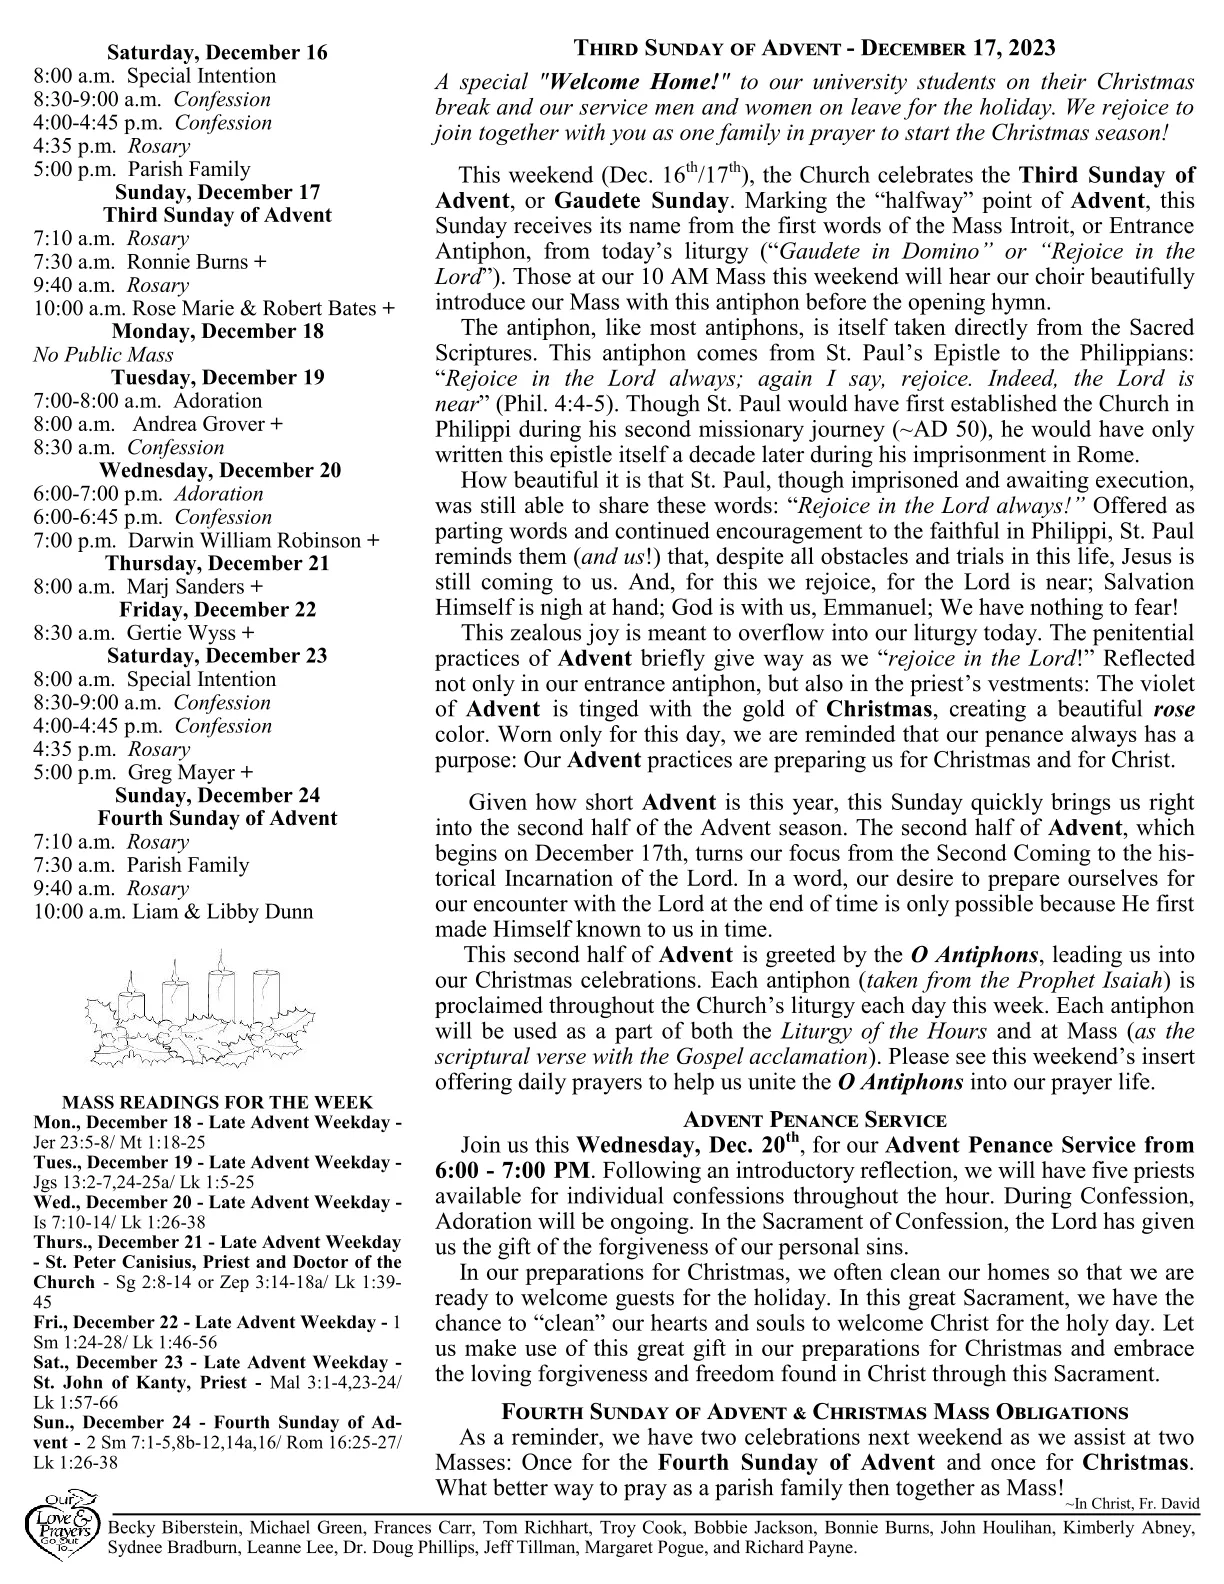 Saturday, December 16
8:00 a.m.  Special Intention
8:30-9:00 a.m.  Confession
4:00-4:45 p.m.  Confession
4:35 p.m.  Rosary
5:00 p.m.  Parish Family
Sunday, December 17
Third Sunday of Advent
7:10 a.m.  Rosary
7:30 a.m.  Ronnie Burns +
9:40 a.m.  Rosary
10:00 a.m. Rose Marie & Robert Bates +
Monday, December 18
No Public Mass
Tuesday, December 19
7:00-8:00 a.m.  Adoration
8:00 a.m.   Andrea Grover +
8:30 a.m.  Confession
Wednesday, December 20
6:00-7:00 p.m.  Adoration
6:00-6:45 p.m.  Confession
7:00 p.m.  Darwin William Robinson +
Thursday, December 21
8:00 a.m.  Marj Sanders +
Friday, December 22
8:30 a.m.  Gertie Wyss +
Saturday, December 23
8:00 a.m.  Special Intention
8:30-9:00 a.m.  Confession
4:00-4:45 p.m.  Confession
4:35 p.m.  Rosary
5:00 p.m.  Greg Mayer +
Sunday, December 24
Fourth Sunday of Advent
7:10 a.m.  Rosary
7:30 a.m.  Parish Family
9:40 a.m.  Rosary
10:00 a.m. Liam & Libby Dunn
MASS READINGS FOR THE WEEK
Mon., December 18 - Late Advent Weekday -
Jer 23:5-8/ Mt 1:18-25
Tues., December 19 - Late Advent Weekday -
Jgs 13:2-7,24-25a/ Lk 1:5-25
Wed., December 20 - Late Advent Weekday -
Is 7:10-14/ Lk 1:26-38
Thurs., December 21 - Late Advent Weekday
- St. Peter Canisius, Priest and Doctor of the
Church - Sg 2:8-14 or Zep 3:14-18a/ Lk 1:39-
45
Fri., December 22 - Late Advent Weekday - 1
Sm 1:24-28/ Lk 1:46-56
Sat., December 23 - Late Advent Weekday -
St. John of Kanty, Priest - Mal 3:1-4,23-24/
Lk 1:57-66
Sun., December 24 - Fourth Sunday of Ad-
vent - 2 Sm 7:1-5,8b-12,14a,16/ Rom 16:25-27/
Lk 1:26-38
THIRD SUNDAY OF ADVENT - DECEMBER 17, 2023
A special "Welcome Home!" to our university students on their Christmas
break and our service men and women on leave for the holiday. We rejoice to
join together with you as one family in prayer to start the Christmas season!
This weekend (Dec. 16th/17th), the Church celebrates the Third Sunday of
Advent, or Gaudete Sunday. Marking the “halfway” point of Advent, this
Sunday receives its name from the first words of the Mass Introit, or Entrance
Antiphon, from today’s liturgy (“Gaudete in Domino” or “Rejoice in the
Lord”). Those at our 10 AM Mass this weekend will hear our choir beautifully
introduce our Mass with this antiphon before the opening hymn.
The antiphon, like most antiphons, is itself taken directly from the Sacred
Scriptures. This antiphon comes from St. Paul’s Epistle to the Philippians:
“Rejoice in the Lord always; again I say, rejoice. Indeed, the Lord is
near” (Phil. 4:4-5). Though St. Paul would have first established the Church in
Philippi during his second missionary journey (~AD 50), he would have only
written this epistle itself a decade later during his imprisonment in Rome.
How beautiful it is that St. Paul, though imprisoned and awaiting execution,
was still able to share these words: “Rejoice in the Lord always!” Offered as
parting words and continued encouragement to the faithful in Philippi, St. Paul
reminds them (and us!) that, despite all obstacles and trials in this life, Jesus is
still coming to us. And, for this we rejoice, for the Lord is near; Salvation
Himself is nigh at hand; God is with us, Emmanuel; We have nothing to fear!
This zealous joy is meant to overflow into our liturgy today. The penitential
practices of Advent briefly give way as we “rejoice in the Lord!” Reflected
not only in our entrance antiphon, but also in the priest’s vestments: The violet
of Advent is tinged with the gold of Christmas, creating a beautiful rose
color. Worn only for this day, we are reminded that our penance always has a
purpose: Our Advent practices are preparing us for Christmas and for Christ.
Given how short Advent is this year, this Sunday quickly brings us right
into the second half of the Advent season. The second half of Advent, which
begins on December 17th, turns our focus from the Second Coming to the his-
torical Incarnation of the Lord. In a word, our desire to prepare ourselves for
our encounter with the Lord at the end of time is only possible because He first
made Himself known to us in time.
This second half of Advent is greeted by the O Antiphons, leading us into
our Christmas celebrations. Each antiphon (taken from the Prophet Isaiah) is
proclaimed throughout the Church’s liturgy each day this week. Each antiphon
will be used as a part of both the Liturgy of the Hours and at Mass (as the
scriptural verse with the Gospel acclamation). Please see this weekend’s insert
offering daily prayers to help us unite the O Antiphons into our prayer life.
ADVENT PENANCE SERVICE
Join us this Wednesday, Dec. 20th, for our Advent Penance Service from
6:00 - 7:00 PM. Following an introductory reflection, we will have five priests
available for individual confessions throughout the hour. During Confession,
Adoration will be ongoing. In the Sacrament of Confession, the Lord has given
us the gift of the forgiveness of our personal sins.
In our preparations for Christmas, we often clean our homes so that we are
ready to welcome guests for the holiday. In this great Sacrament, we have the
chance to “clean” our hearts and souls to welcome Christ for the holy day. Let
us make use of this great gift in our preparations for Christmas and embrace
the loving forgiveness and freedom found in Christ through this Sacrament.
FOURTH SUNDAY OF ADVENT & CHRISTMAS MASS OBLIGATIONS
As a reminder, we have two celebrations next weekend as we assist at two
Masses: Once for the Fourth Sunday of Advent and once for Christmas.
What better way to pray as a parish family then together as Mass!
~In Christ, Fr. David
Our
Love &
Prayers
Go Out
To...
Becky Biberstein, Michael Green, Frances Carr, Tom Richhart, Troy Cook, Bobbie Jackson, Bonnie Burns, John Houlihan, Kimberly Abney,
Sydnee Bradburn, Leanne Lee, Dr. Doug Phillips, Jeff Tillman, Margaret Pogue, and Richard Payne.